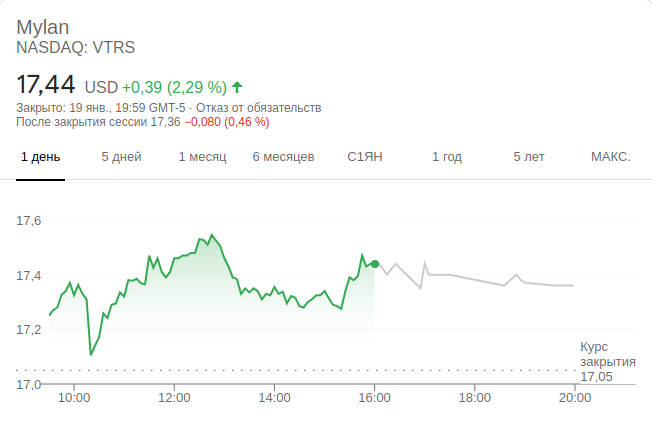 Mylan
NASDAQ: VTRS
17,44 USD +0,39 (2,29 %)
Закрыто: 19 янв., 19:59 GMT-5 · Отказ от обязательств
После закрытия сессии 17,36 −0,080 (0,46 %)
1 день 5 дней 1 месяц 6 месяцев С1ЯН 1 год 5 лет МАКС.
17,6
17,4
17,2
Курс
закрытия
17,05
17,0
10:00 12:00 14:00 16:00 18:00 20:00